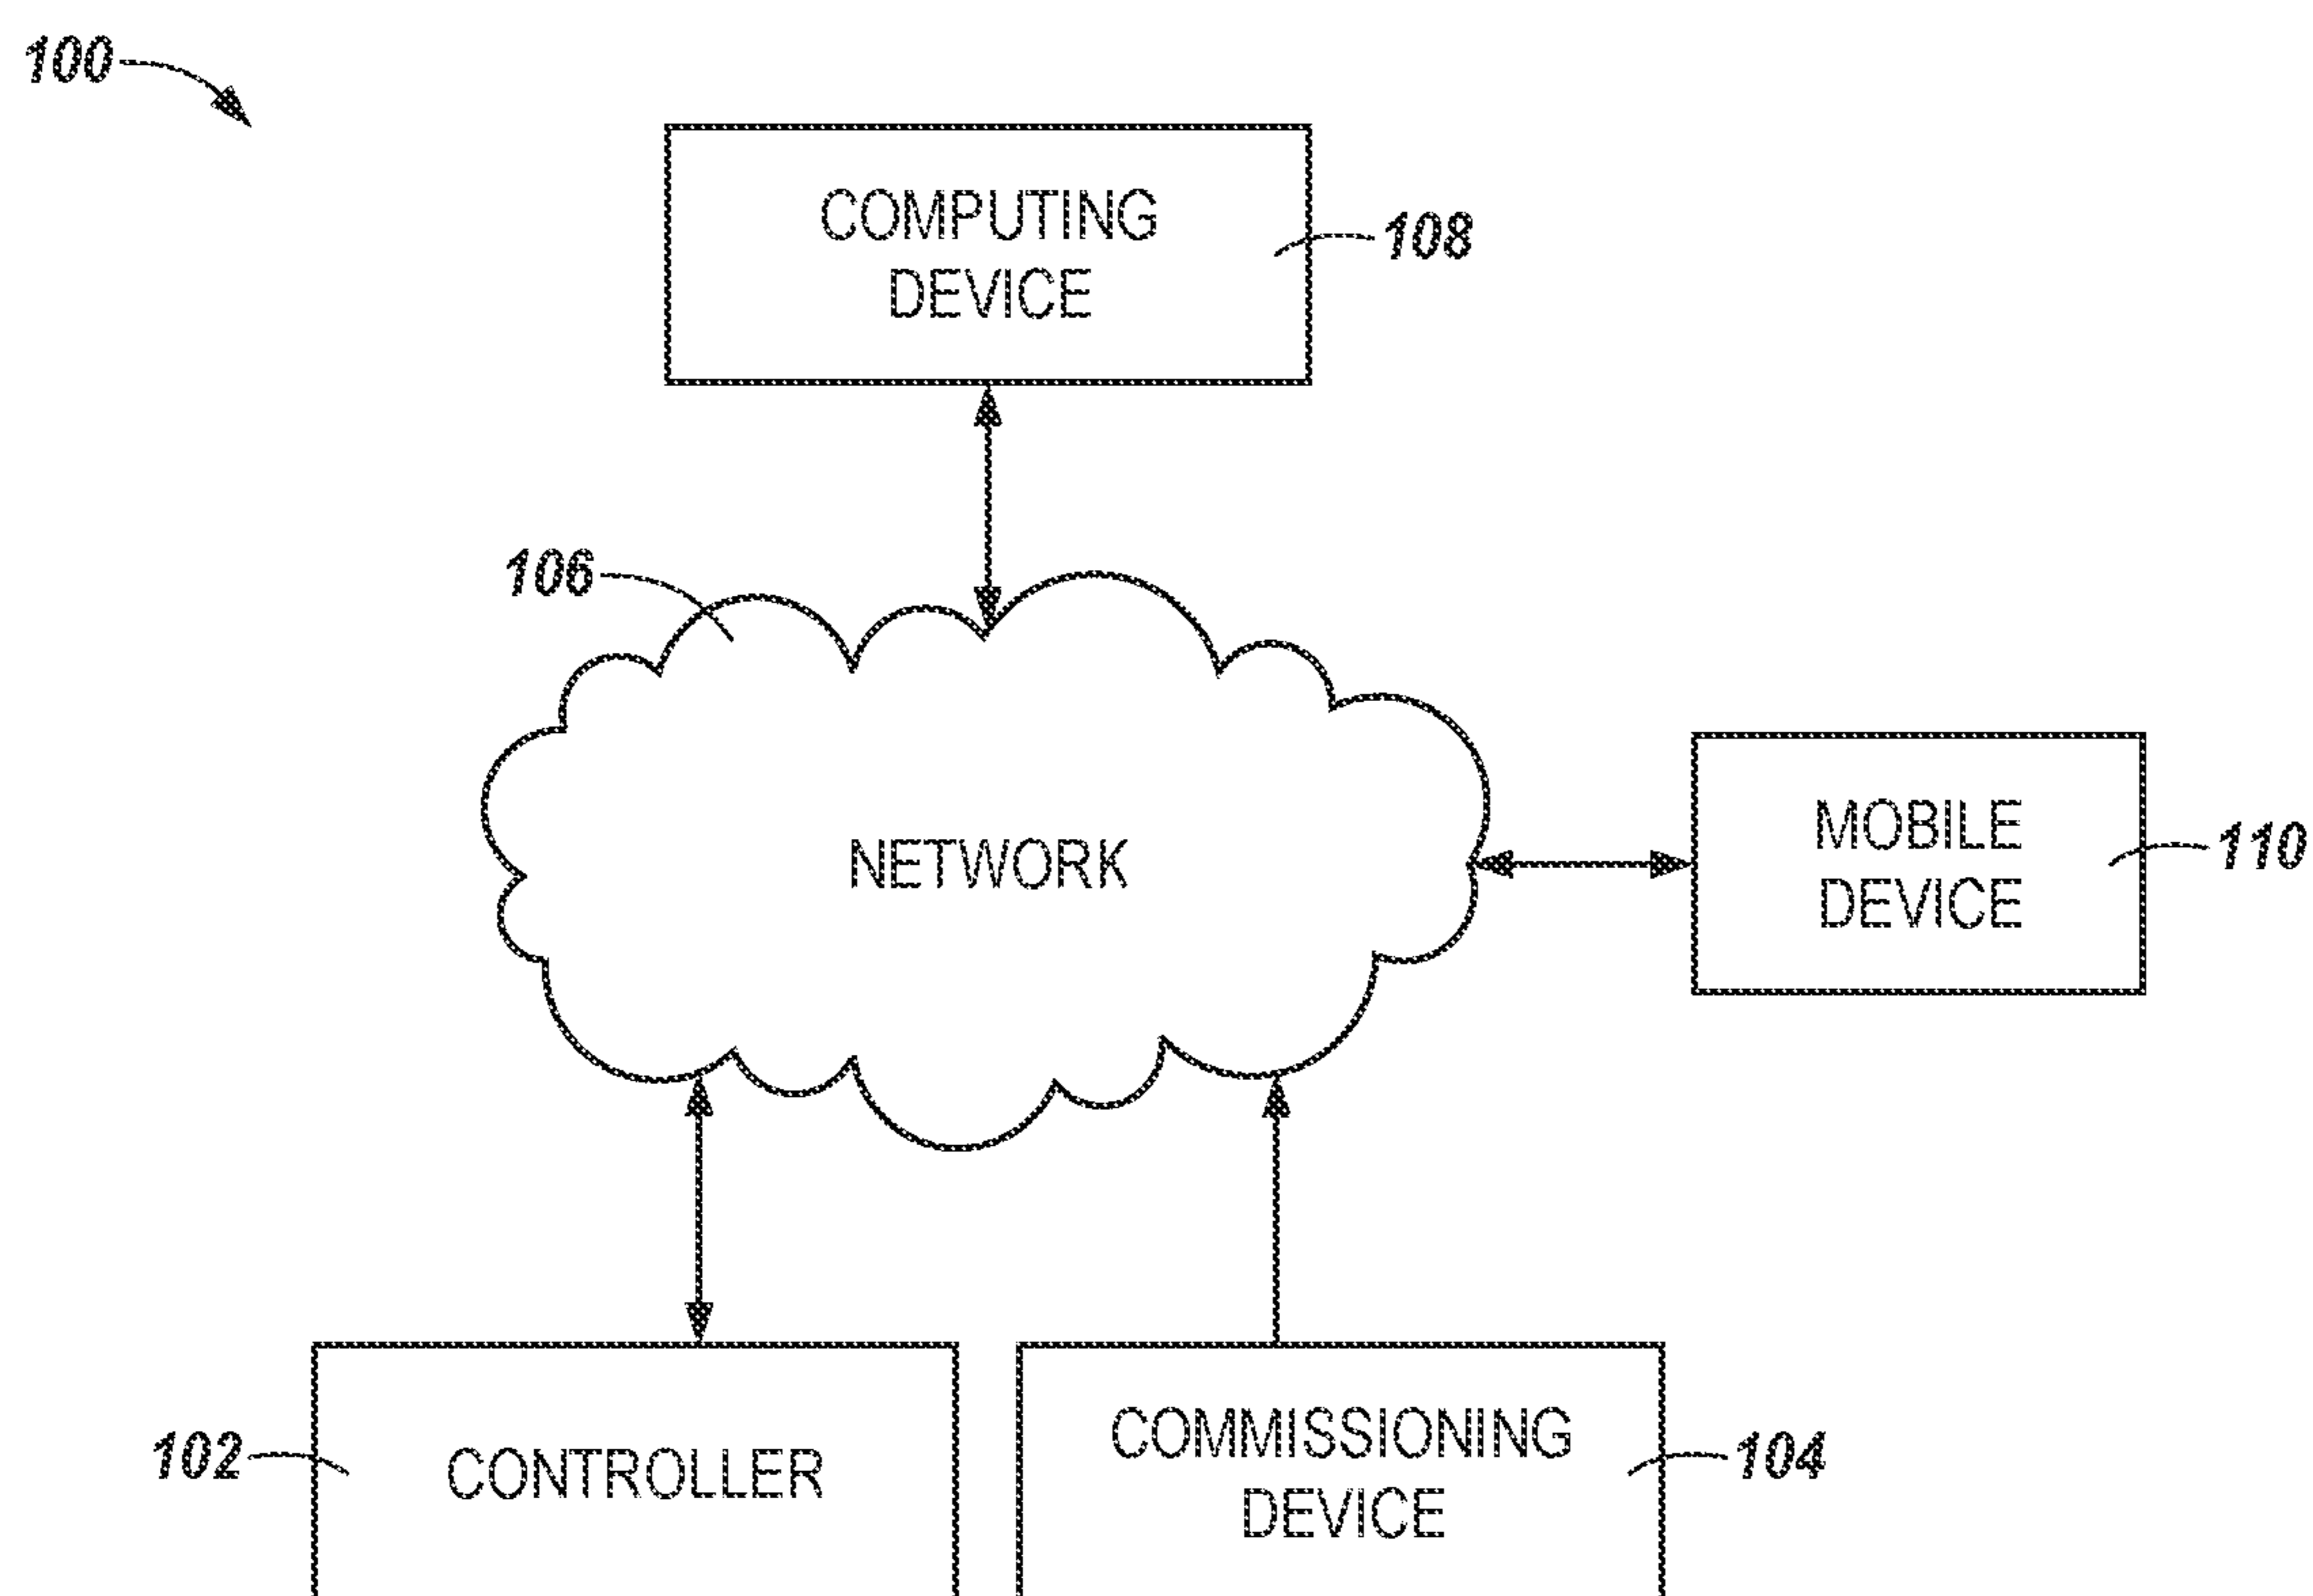 100
COMPUTING
DEVICE
108
106
NETWORK
MOBILE
DEVICE
110
102
CONTROLLER
COMMISSIONING
DEVICE
104